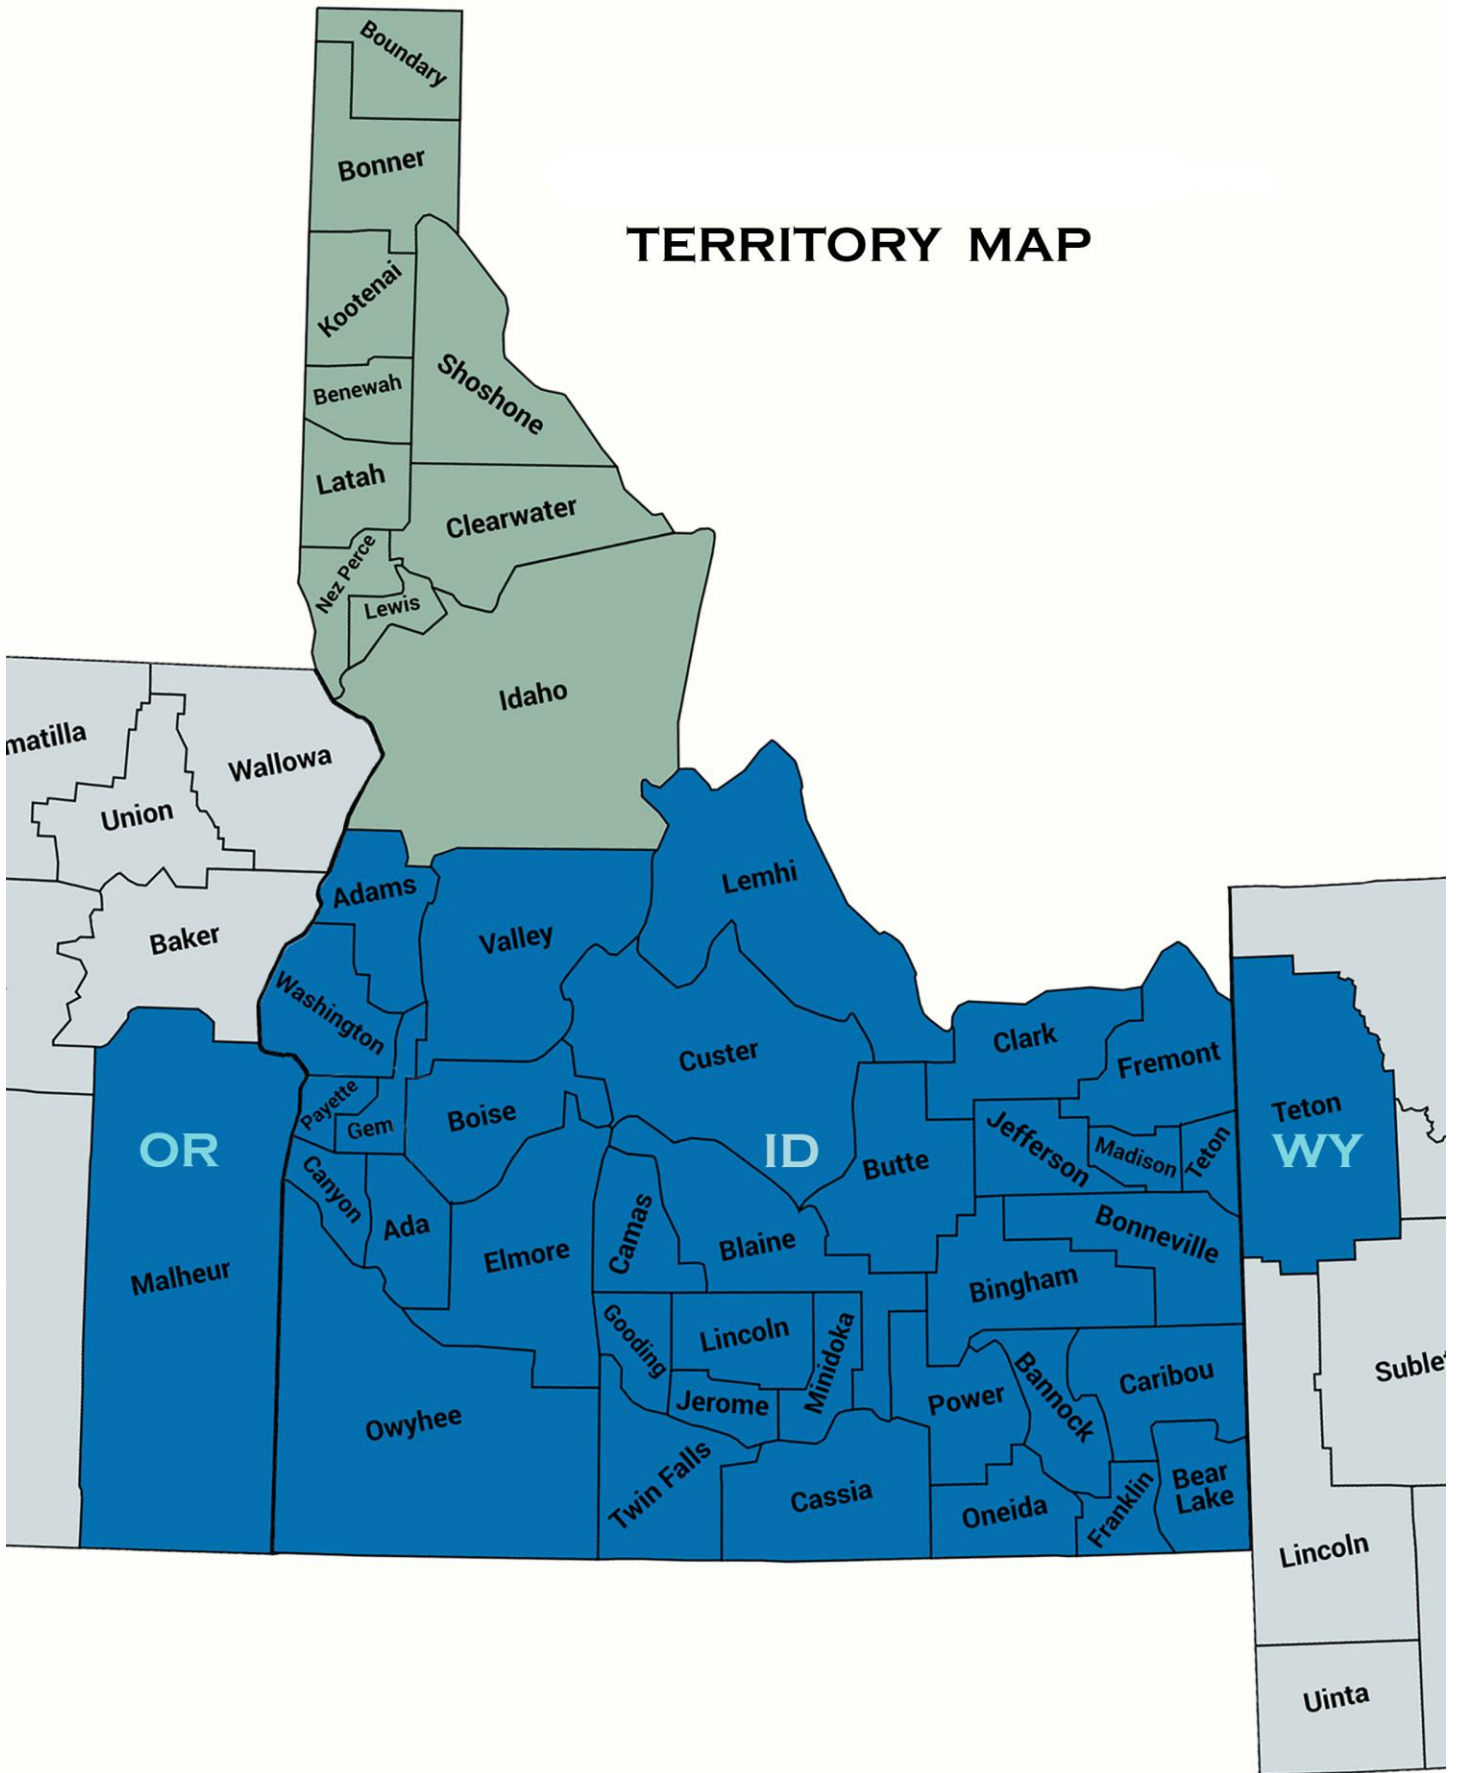 Boundary
Bonner
TERRITORY MAP
Kootenai
Benewah
Shoshone
Latah
Clearwater
Nez Perce
Lewis
Idaho
matilla
Wallowa
Union
Adams
Lemhi
Baker
Valley
Washington
Custer
Clark
Fremont
Payette
Gem
Boise
Teton
OR
ID
WY
Butte
Jefferson
Madison
Teton
Canyon
Ada
Camas
Blaine
Bonneville
Malheur
Elmore
Bingham
Gooding
Lincoln
Minidoka
Jerome
Power
Bannock
Caribou
Suble
Owyhee
Twin Falls
Cassia
Oneida
Franklin
Bear
Lake
Lincoln
Uinta